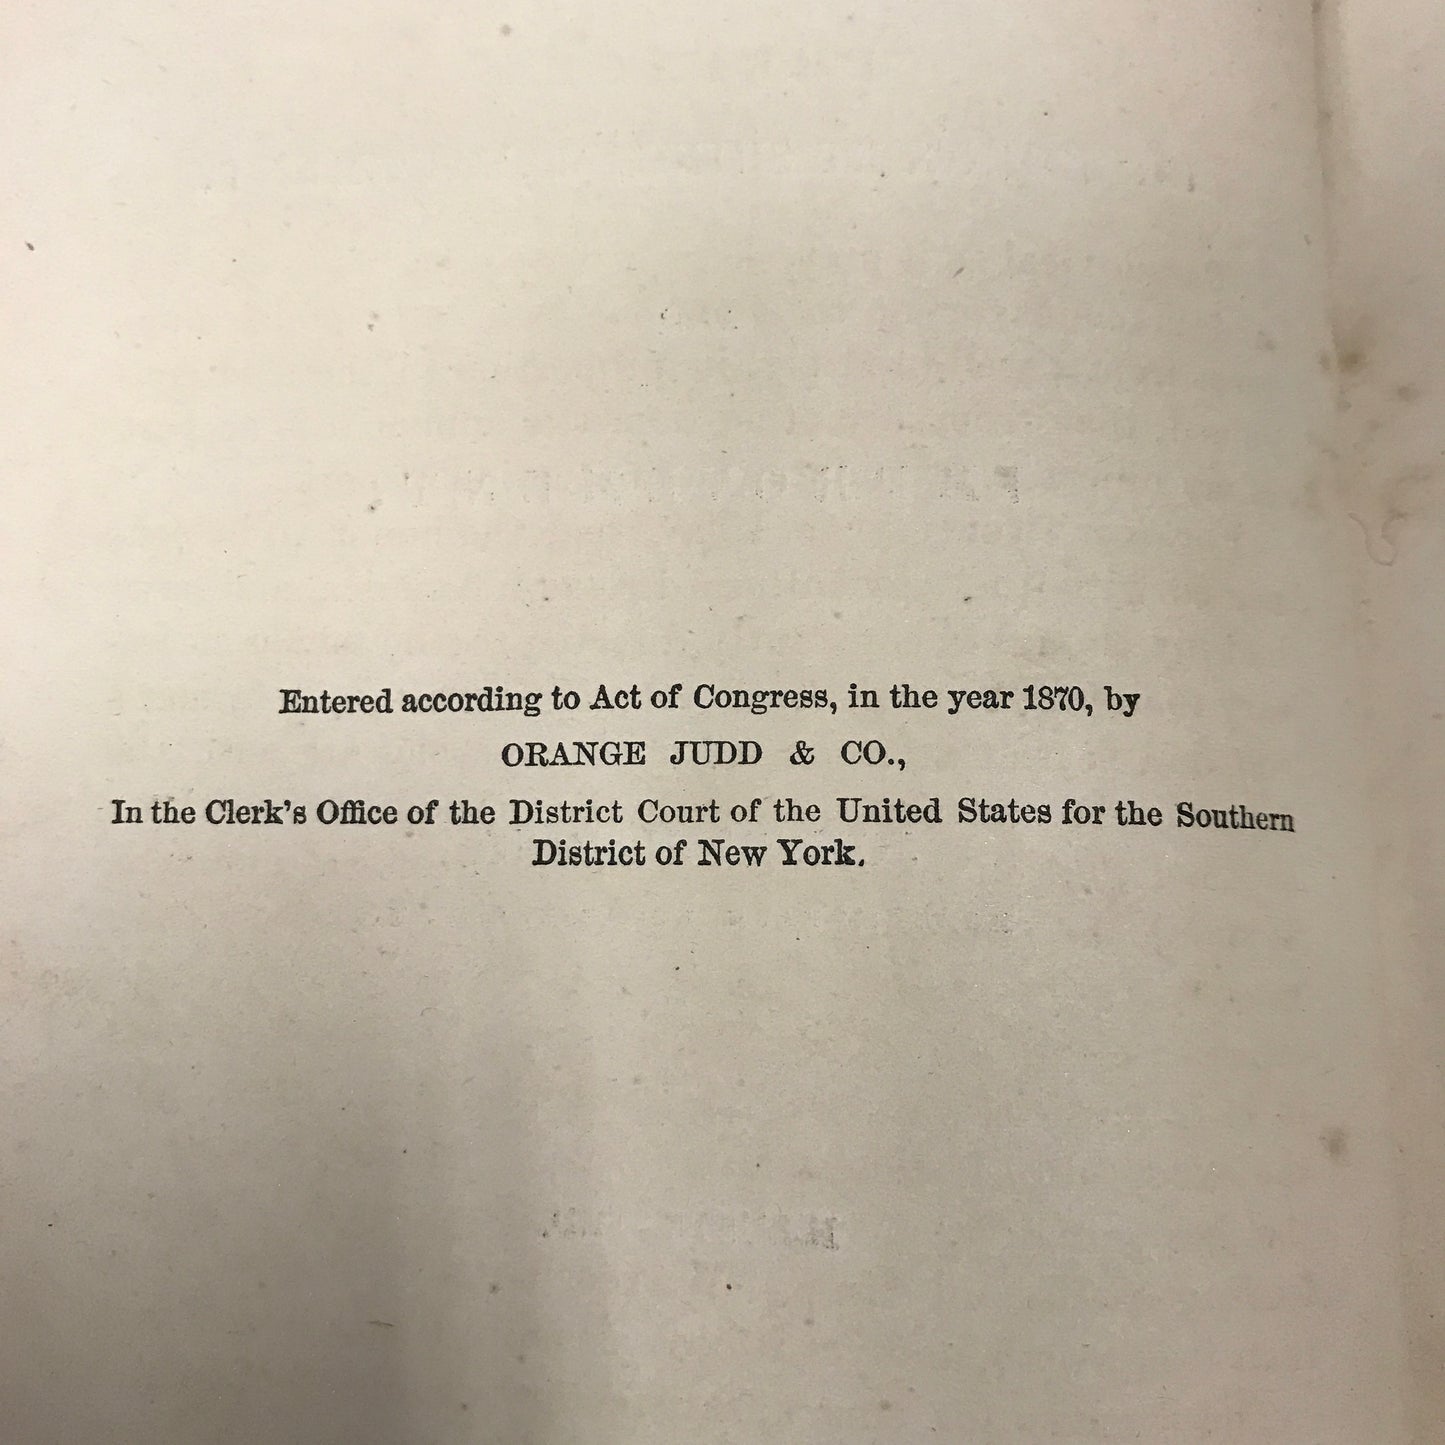 Entered according to Act of Congress, in the year 1870, by
ORANGE JUDD & CO.,
In the Clerk's Office of the District Court of the United States for the Southern
District of New York.